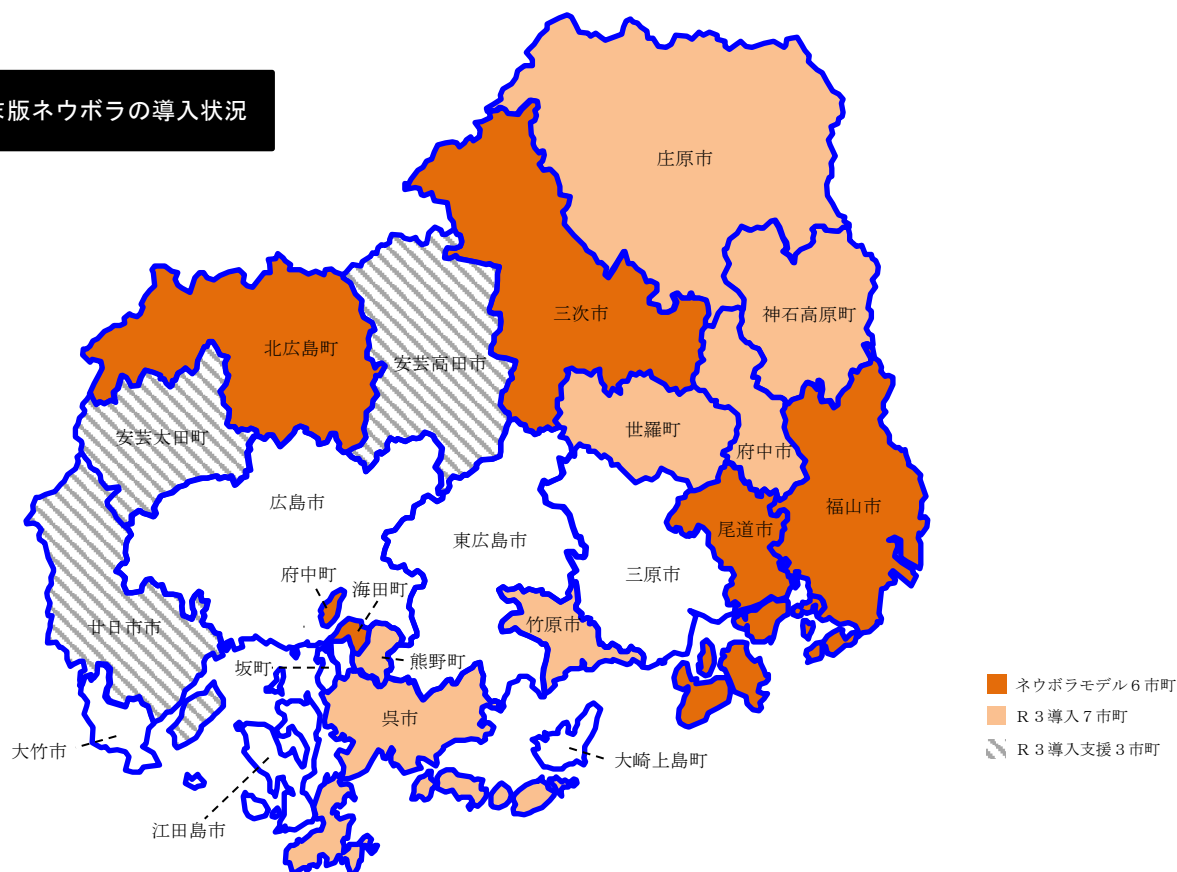 版ネウボラの導入状況
庄原市
三次市
神石高原町
北広島町
安芸高田市
安芸太田町
世羅町
府中市
広島市
福山市
尾道市
東広島市
府中町
海田町
三原市
廿日市市
竹原市
坂町
熊野町
呉市
大竹市
大崎上島町
江田島市
ネウボラモデル６市町
Ｒ３導入７市町
Ｒ３導入支援３市町